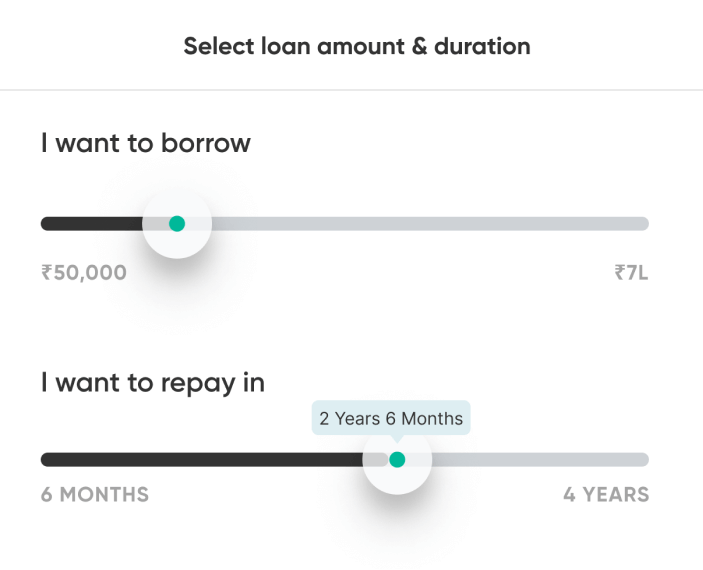 Select loan amount & duration
I want to borrow
₹50,000 ₹7L
I want to repay in
2 Years 6 Months
6 MONTHS 4 YEARS